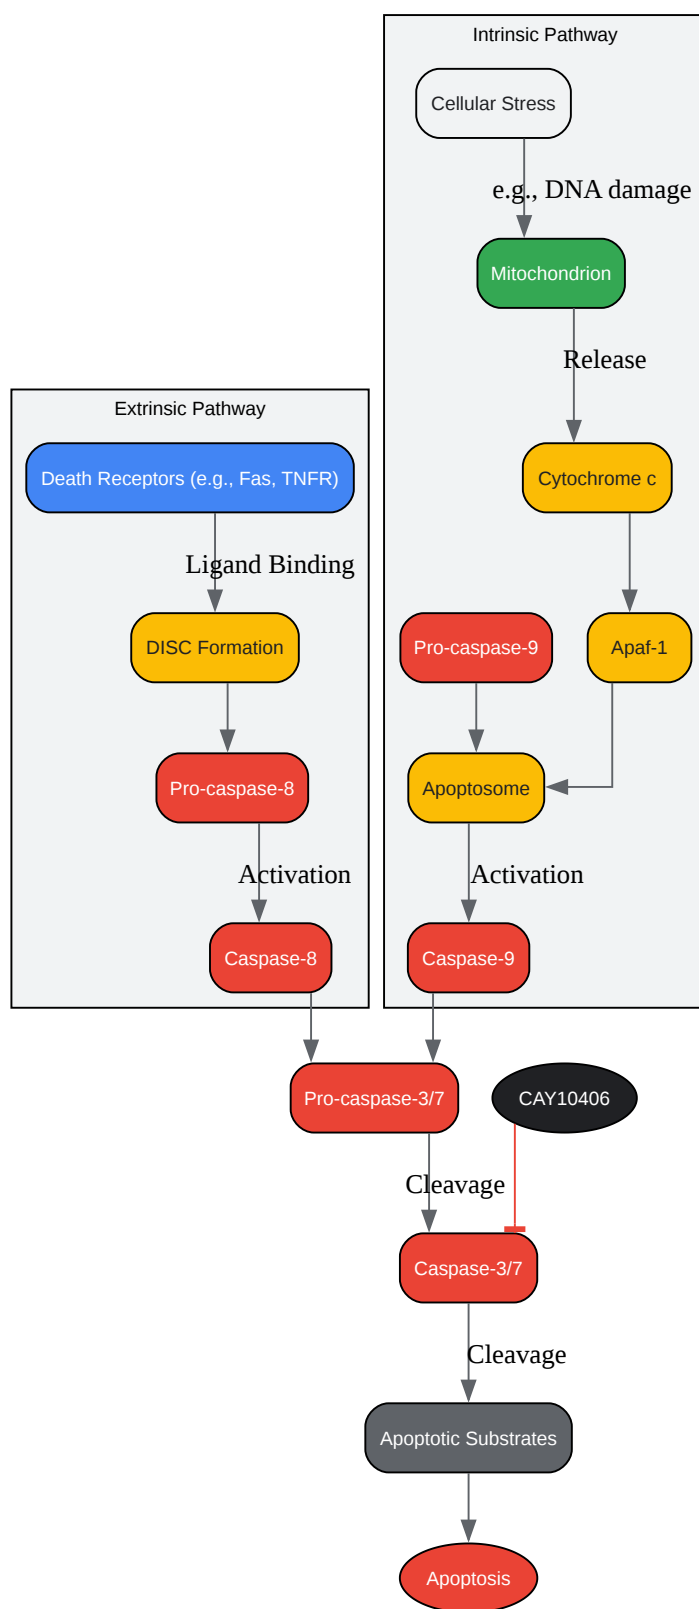 Intrinsic Pathway
Cellular Stress
e.g., DNA damage
Mitochondrion
Release
Extrinsic Pathway
Death Receptors (e.g., Fas, TNFR)
Cytochrome c
Ligand Binding
DISC Formation
Pro-caspase-9
Apaf-1
Pro-caspase-8
Apoptosome
Activation
Activation
Caspase-8
Caspase-9
Pro-caspase-3/7
CAY10406
Cleavage
Caspase-3/7
Cleavage
Apoptotic Substrates
Apoptosis